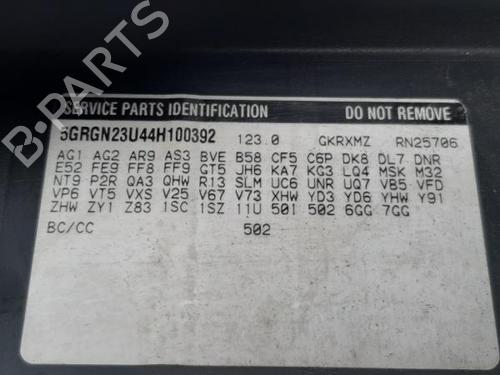 SERVICE PARTS IDENTIFICATION DO NOT REMOVE
5GRGN23U44H100392 123.0 GKRXMZ RN25706
AG1 AG2 AR9 AS3 BVE B58 CF5 C6P DK8 DL7 DNR
E52 FE9 FF8 FF9 GT5 JH6 KA7 KG3 LQ4 MSK M32
NT9 P2R QA3 QHW R13 SLM UC6 UNR UQ7 VB5 VFD
VP6 VT5 VXS V25 V67 V73 XHW YD3 YD6 YHW Y91
ZHW ZY1 Z83 1SC 1SZ 11U 501 502 6GG 7GG
BC/CC 502